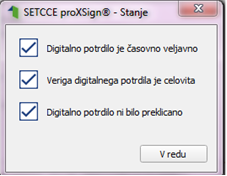 SETCCE proXSign® - Stanje
Digitalno potrdilo je časovno veljavno
Veriga digitalnega potrdila je celovita
Digitalno potrdilo ni bilo preklicano
V redu